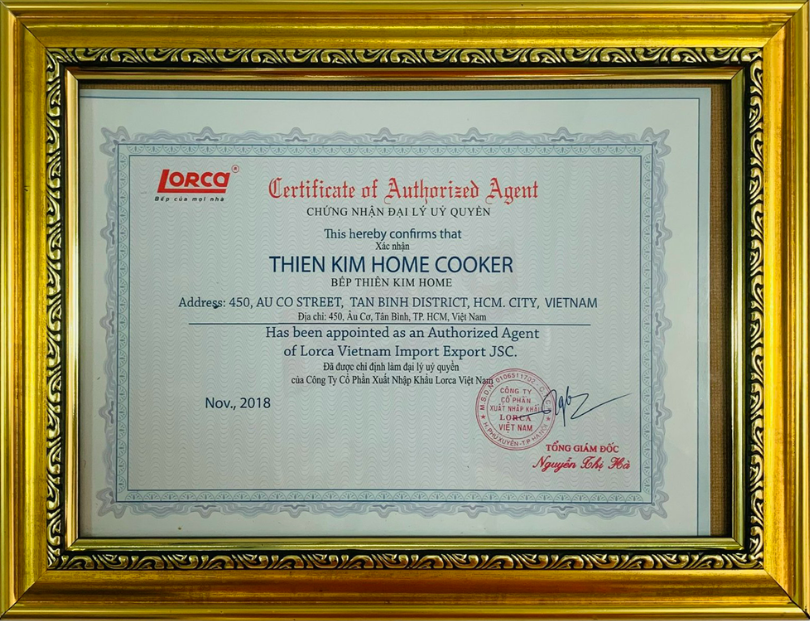 LORCA®
Bếp của mọi nhà
Certificate of Authorized Agent
CHỨNG NHẬN ĐẠI LÝ UỶ QUYỀN
This hereby confirms that
Xác nhận
THIEN KIM HOME COOKER
BẾP THIÊN KIM HOME
Address: 450, AU CO STREET, TAN BINH DISTRICT, HCM. CITY, VIETNAM
Địa chỉ: 450, Âu Cơ, Tân Bình, TP. HCM, Việt Nam
Has been appointed as an Authorized Agent
of Lorca Vietnam Import Export JSC.
Đã được chỉ định làm đại lý uỷ quyền
của Công Ty Cổ Phần Xuất Nhập Khẩu Lorca Việt Nam
Nov., 2018
CÔNG TY
CỔ PHẦN
XUẤT NHẬP KHẨU
LORCA
VIỆT NAM
H.PHÚ XUYÊN-T.P HÀ NỘI
TỔNG GIÁM ĐỐC
Nguyễn Thị Hà